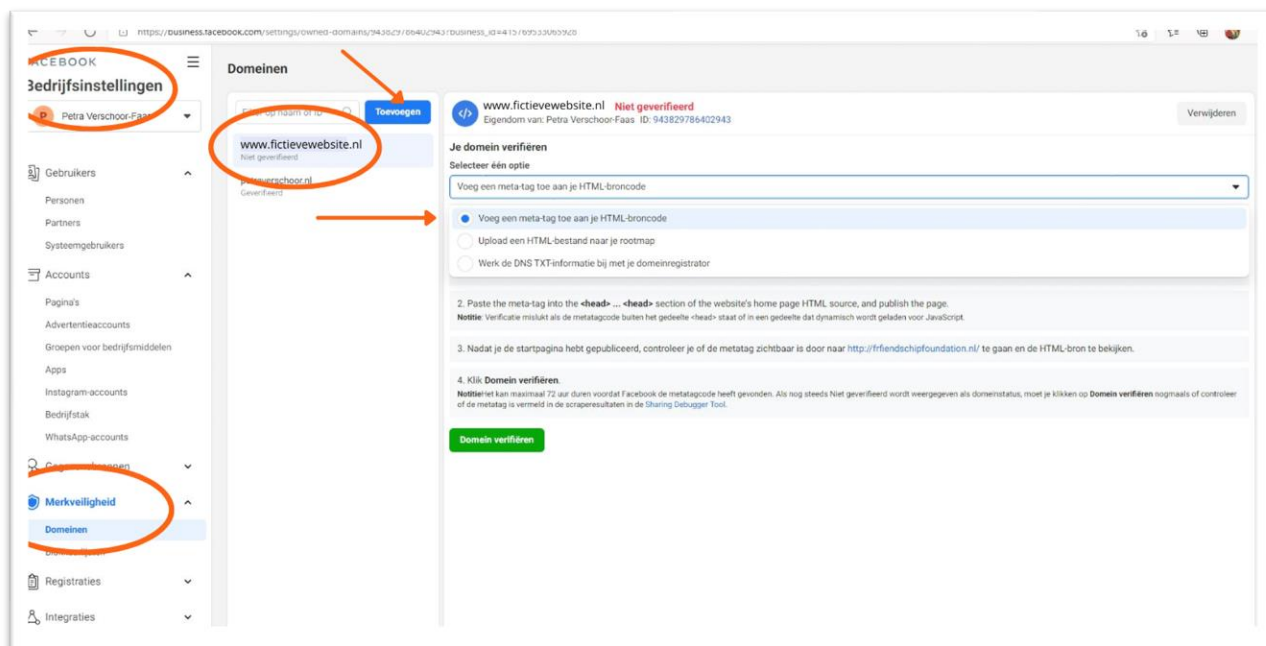 https://business.facebook.com/settings/owned-domains/943829786402943?business_id=415769533065928
FACEBOOK
Bedrijfsinstellingen
P Petra Verschoor-Faas
Gebruikers
Personen
Partners
Systeemgebruikers
Accounts
Pagina's
Advertentieaccounts
Groepen voor bedrijfsmiddelen
Apps
Instagram-accounts
Bedrijfstak
WhatsApp-accounts
Merkveiligheid
Domeinen
Registraties
Integraties
Domeinen
op naam of ID
Toevoegen
www.fictievewebsite.nl
Niet geverifieerd
petraverschoor.nl
Geverifieerd
www.fictievewebsite.nl Niet geverifieerd
Eigendom van: Petra Verschoor-Faas ID: 943829786402943
Verwijderen
Je domein verifiëren
Selecteer één optie
Voeg een meta-tag toe aan je HTML-broncode
Voeg een meta-tag toe aan je HTML-broncode
Upload een HTML-bestand naar je rootmap
Werk de DNS TXT-informatie bij met je domeinregistrator
2. Paste the meta-tag into the <head> ... <head> section of the website's home page HTML source, and publish the page.
Notitie: Verificatie mislukt als de metatagcode buiten het gedeelte <head> staat of in een gedeelte dat dynamisch wordt geladen voor JavaScript.
3. Nadat je de startpagina hebt gepubliceerd, controleer je of de metatag zichtbaar is door naar http://frfiendschipfoundation.nl/ te gaan en de HTML-bron te bekijken.
4. Klik Domein verifiëren.
NotitieHet kan maximaal 72 uur duren voordat Facebook de metatagcode heeft gevonden. Als nog steeds Niet geverifieerd wordt weergegeven als domeinstatus, moet je klikken op Domein verifiëren nogmaals of controleer
of de metatag is vermeld in de scraperesultaten in de Sharing Debugger Tool.
Domein verifiëren